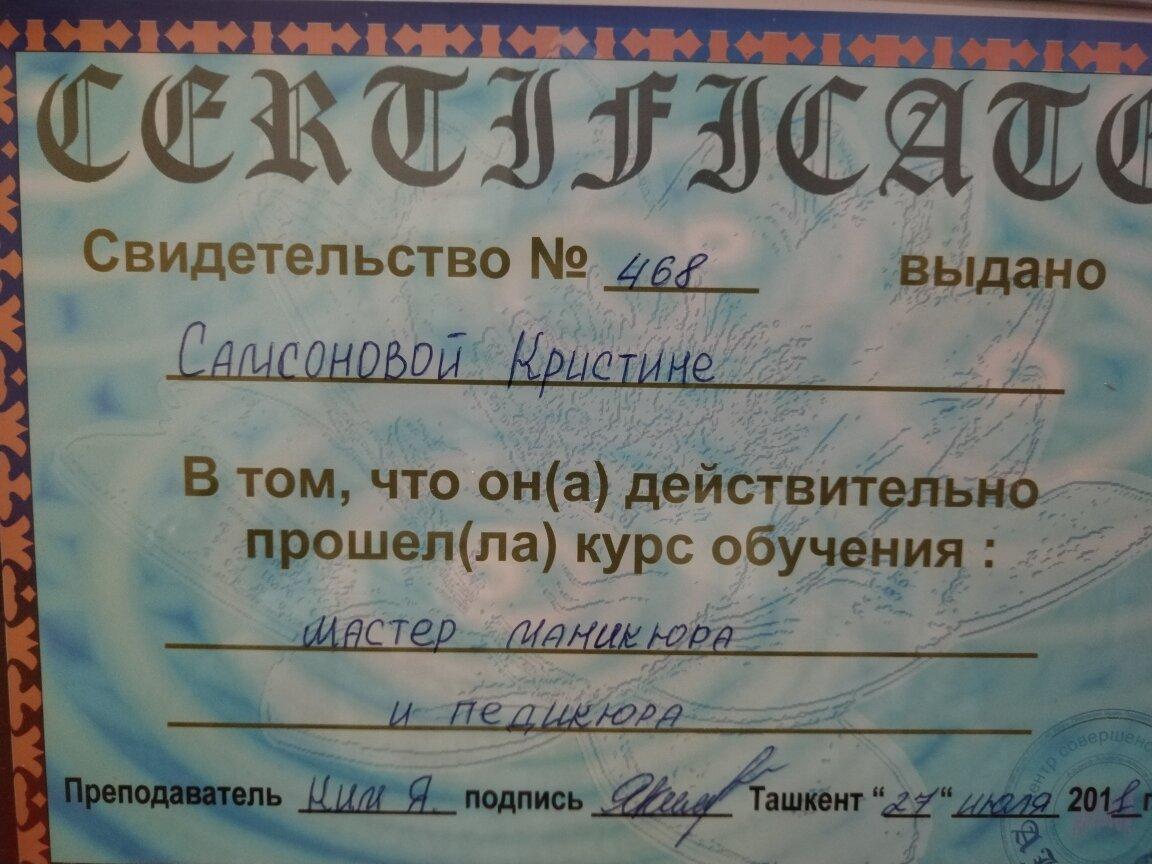 CERTIFICATE
Свидетельство № 468 выдано
Самсоновой Кристине
В том, что он(а) действительно
прошел(ла) курс обучения :
мастер маникюра
и педикюра
Преподаватель Ким Я. подпись Ташкент “27“ июля 201 г